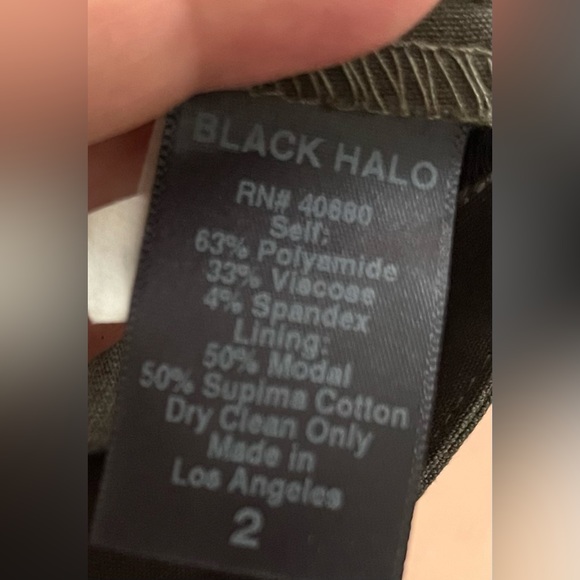 BLACK HALO
RN# 40880
Self:
63% Polyamide
33% Viscose
4% Spandex
Lining:
50% Modal
50% Supima Cotton
Dry Clean Only
Made in
Los Angeles
2